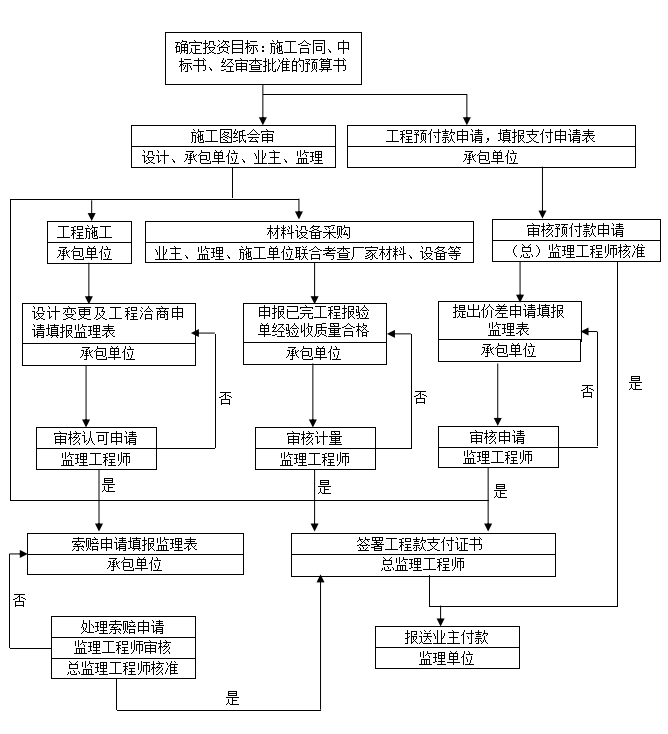 确定投资目标：施工合同、中
标书、经审查批准的预算书
施工图纸会审
设计、承包单位、业主、监理
工程预付款申请，填报支付申请表
承包单位
工程施工
承包单位
材料设备采购
业主、监理、施工单位联合考查厂家材料、设备等
审核预付款申请
（总）监理工程师核准
设计变更及工程洽商申
请填报监理表
承包单位
申报已完工程报验
单经验收质量合格
承包单位
提出价差申请填报
监理表
承包单位
是
否
否
否
审核认可申请
监理工程师
审核计量
监理工程师
审核申请
监理工程师
是
是
是
索赔申请填报监理表
承包单位
签署工程款支付证书
总监理工程师
否
处理索赔申请
监理工程师审核
总监理工程师核准
报送业主付款
监理单位
是